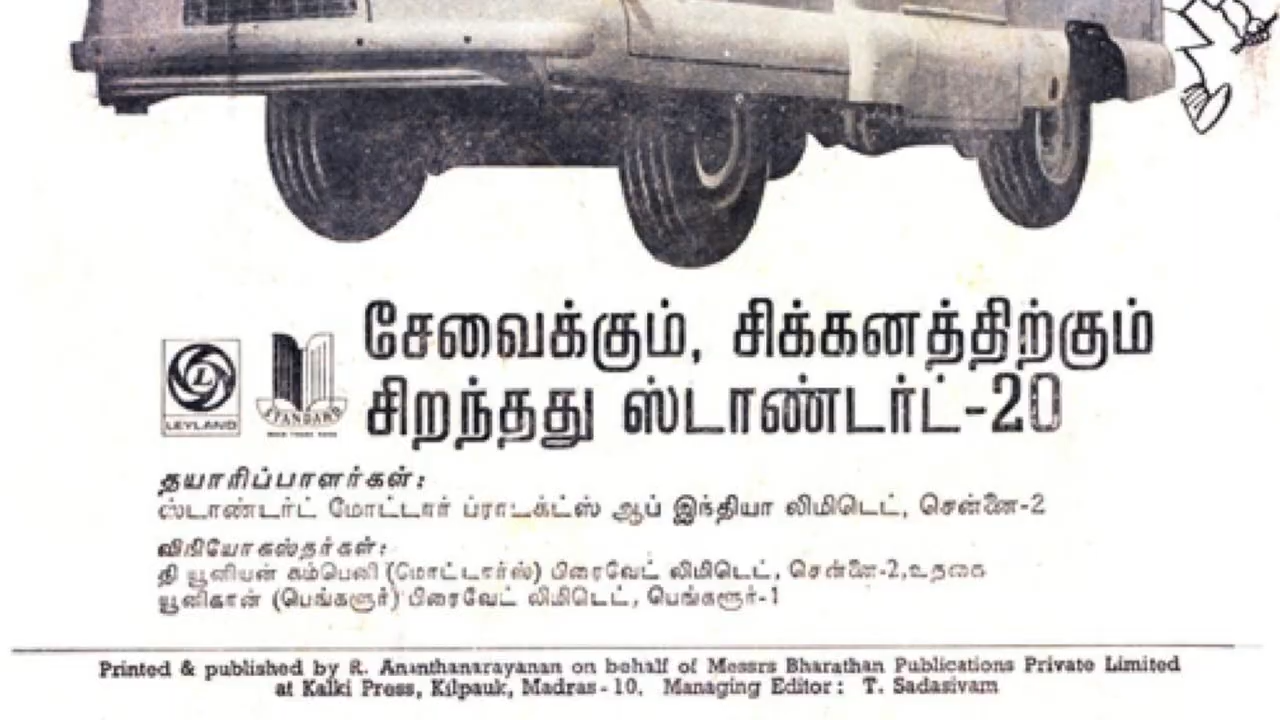 சேவைக்கும், சிக்கனத்திற்கும்
சிறந்தது ஸ்டாண்டர்ட்-20
LEYLAND
STANDARD
தயாரிப்பாளர்கள்:
ஸ்டாண்டர்ட் மோட்டார் ப்ராடக்ட்ஸ் ஆப் இந்தியா லிமிடெட், சென்னை-2
விநியோகஸ்தர்கள்:
தி யூனியன் கம்பெனி (மோட்டார்ஸ்) பிரைவேட் லிமிடெட், சென்னை-2,உதகை
யூனிகான் (பெங்களூர்) பிரைவேட் லிமிடெட், பெங்களூர்-1
Printed & published by R. Ananthanarayanan on behalf of Messrs Bharathan Publications Private Limited
at Kalki Press, Kilpauk, Madras-10. Managing Editor: T. Sadasivam